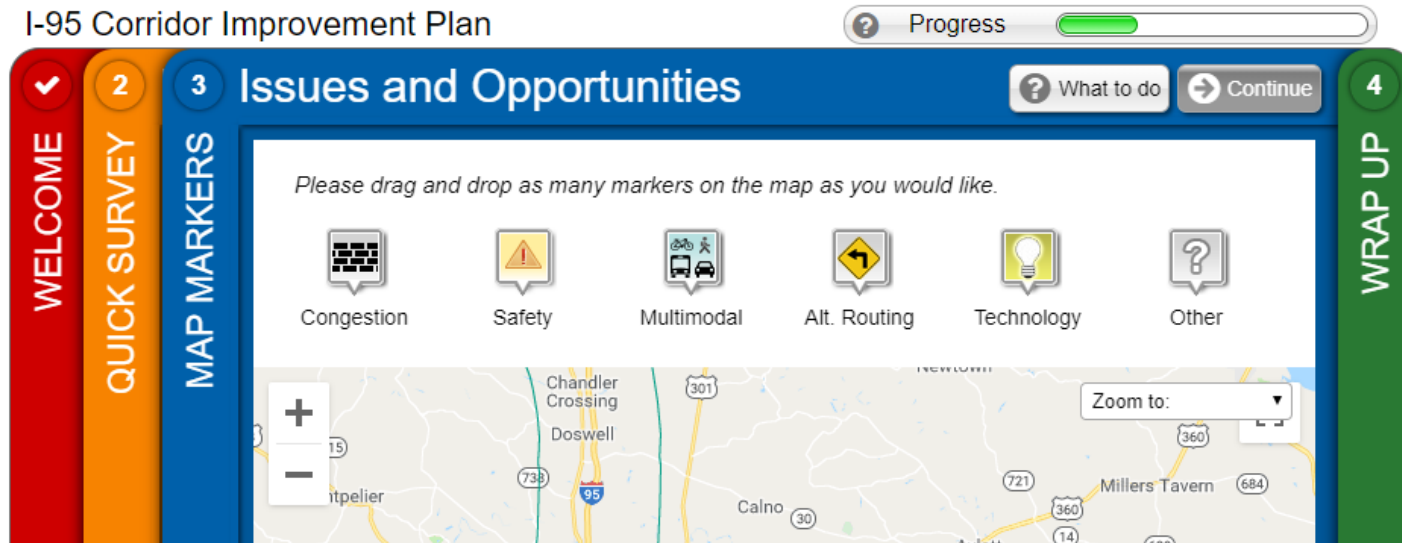 I-95 Corridor Improvement Plan
? Progress
WELCOME
2
QUICK SURVEY
3
MAP MARKERS
Issues and Opportunities
? What to do
Continue
4
WRAP UP
Please drag and drop as many markers on the map as you would like.
Congestion
Safety
Multimodal
Alt. Routing
Technology
? Other
+
−
Zoom to:
Chandler
Crossing
301
Newtown
Doswell
360
15
738
95
721
Millers Tavern
684
tpelier
Calno
30
360
14